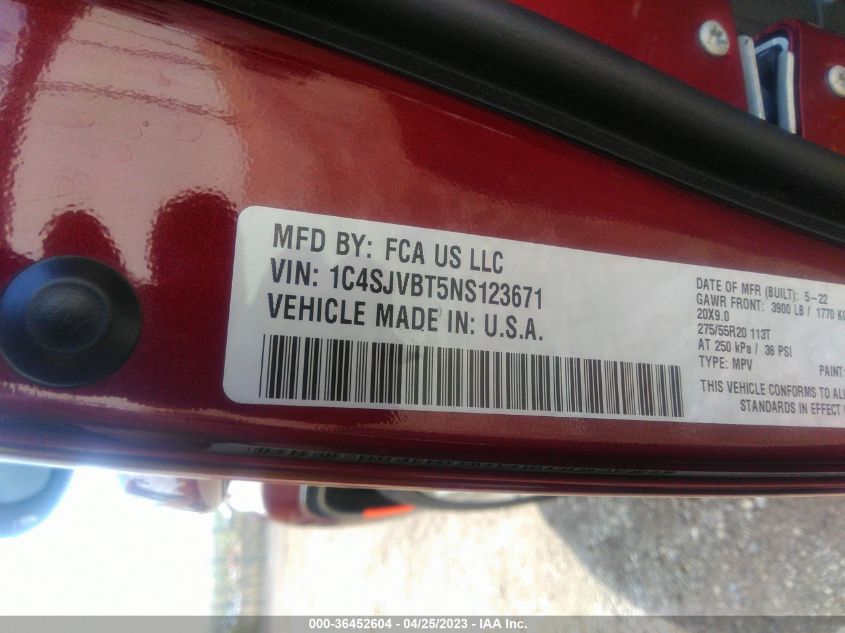 MFD BY: FCA US LLC
VIN: 1C4SJVBT5NS123671
VEHICLE MADE IN: U.S.A.
DATE OF MFR (BUILT): 5-22
GAWR FRONT: 3900 LB / 1770 KG
20X9.0
275/55R20 113T
AT 250 kPa / 36 PSI
TYPE: MPV PAINT
THIS VEHICLE CONFORMS TO ALL
STANDARDS IN EFFECT
000-36452604 - 04/25/2023 - IAA Inc.